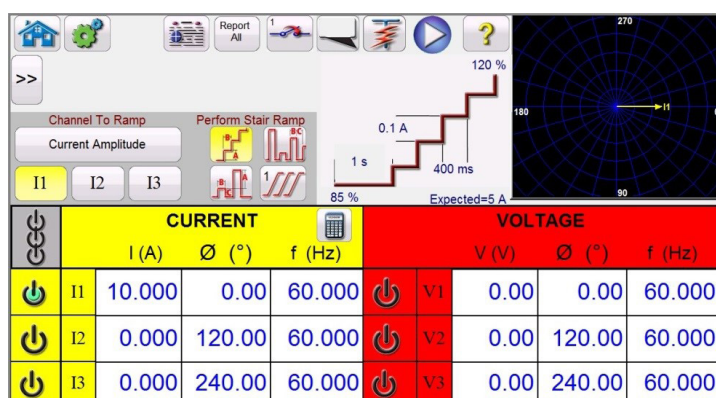 Report
All
1
?
>>
Channel To Ramp
Perform Stair Ramp
Current Amplitude
I1
I2
I3
B
A
BC
B
C
A
1
120 %
0.1 A
1 s
400 ms
85 %
Expected=5 A
270
180
I1
90
CURRENT
VOLTAGE
I (A) Ø (°) f (Hz)
V (V) Ø (°) f (Hz)
I1 10.000 0.00 60.000 V1 0.00 0.00 60.000
I2 0.000 120.00 60.000 V2 0.00 120.00 60.000
I3 0.000 240.00 60.000 V3 0.00 240.00 60.000